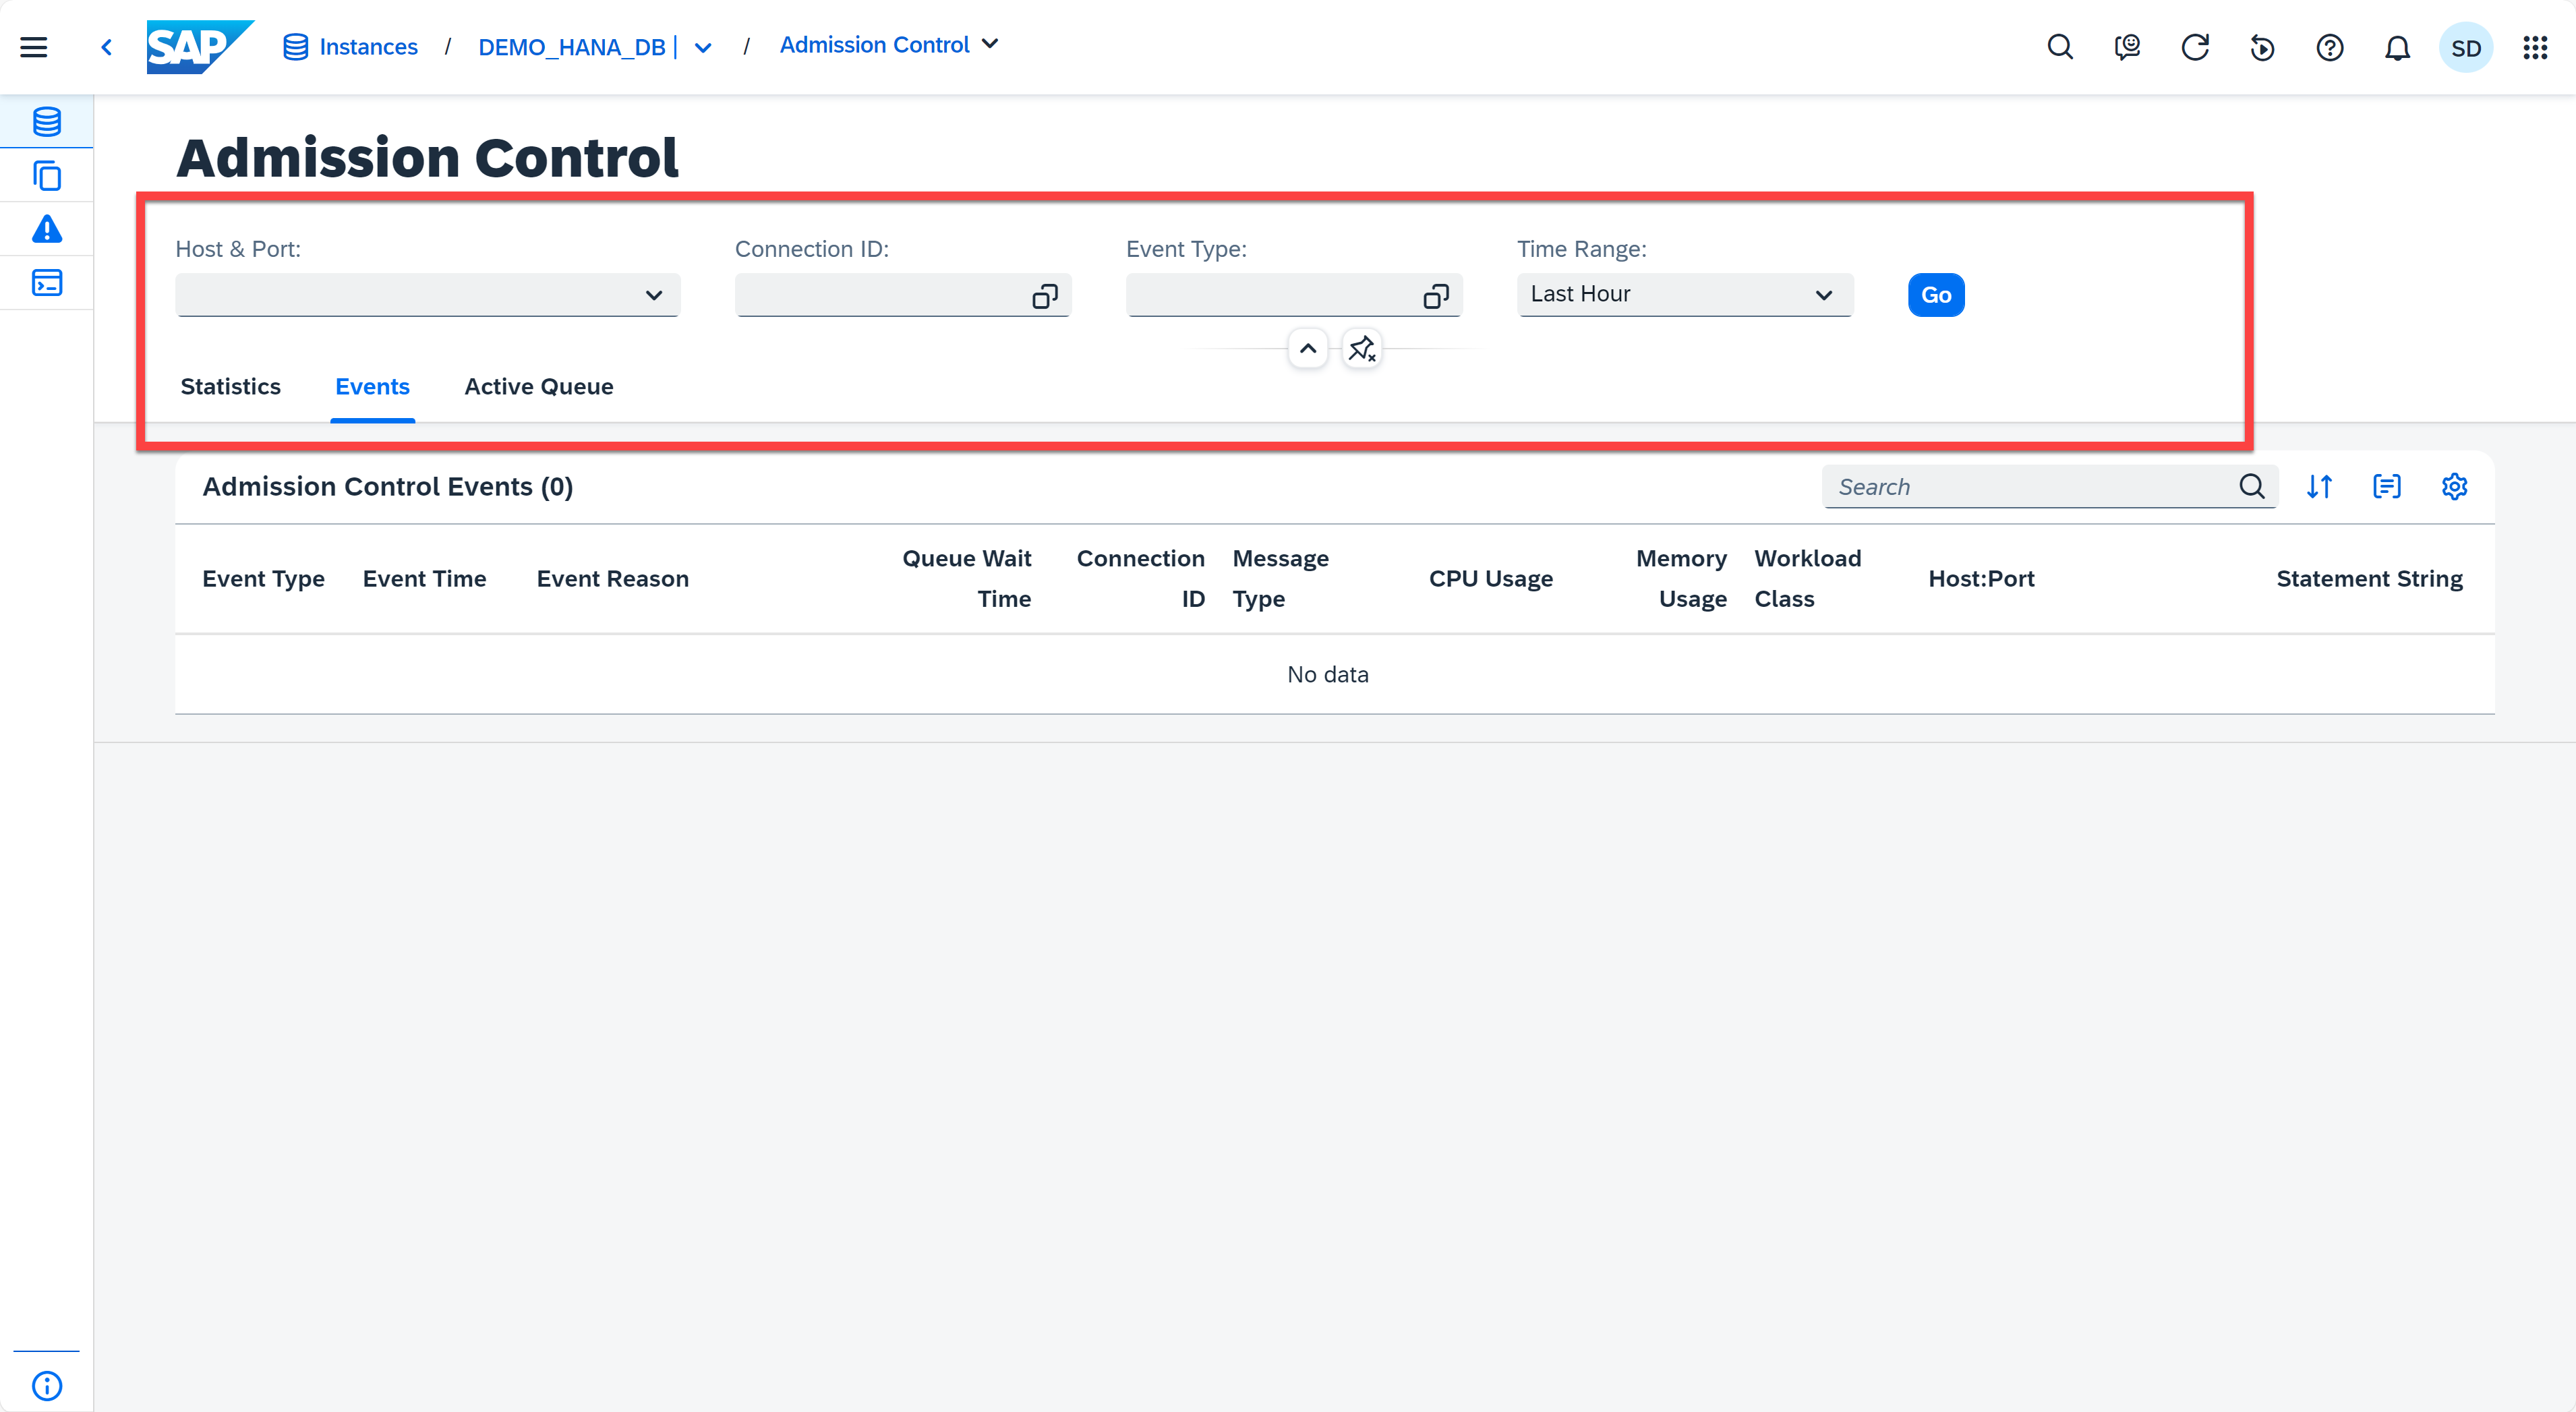 SAP Instances / DEMO_HANA_DB | / Admission Control SD
Admission Control
Host & Port: Connection ID: Event Type: Time Range:
Last Hour Go
Statistics Events Active Queue
Admission Control Events (0) Search
Event Type Event Time Event Reason Queue Wait Time Connection ID Message Type CPU Usage Memory Usage Workload Class Host:Port Statement String
No data